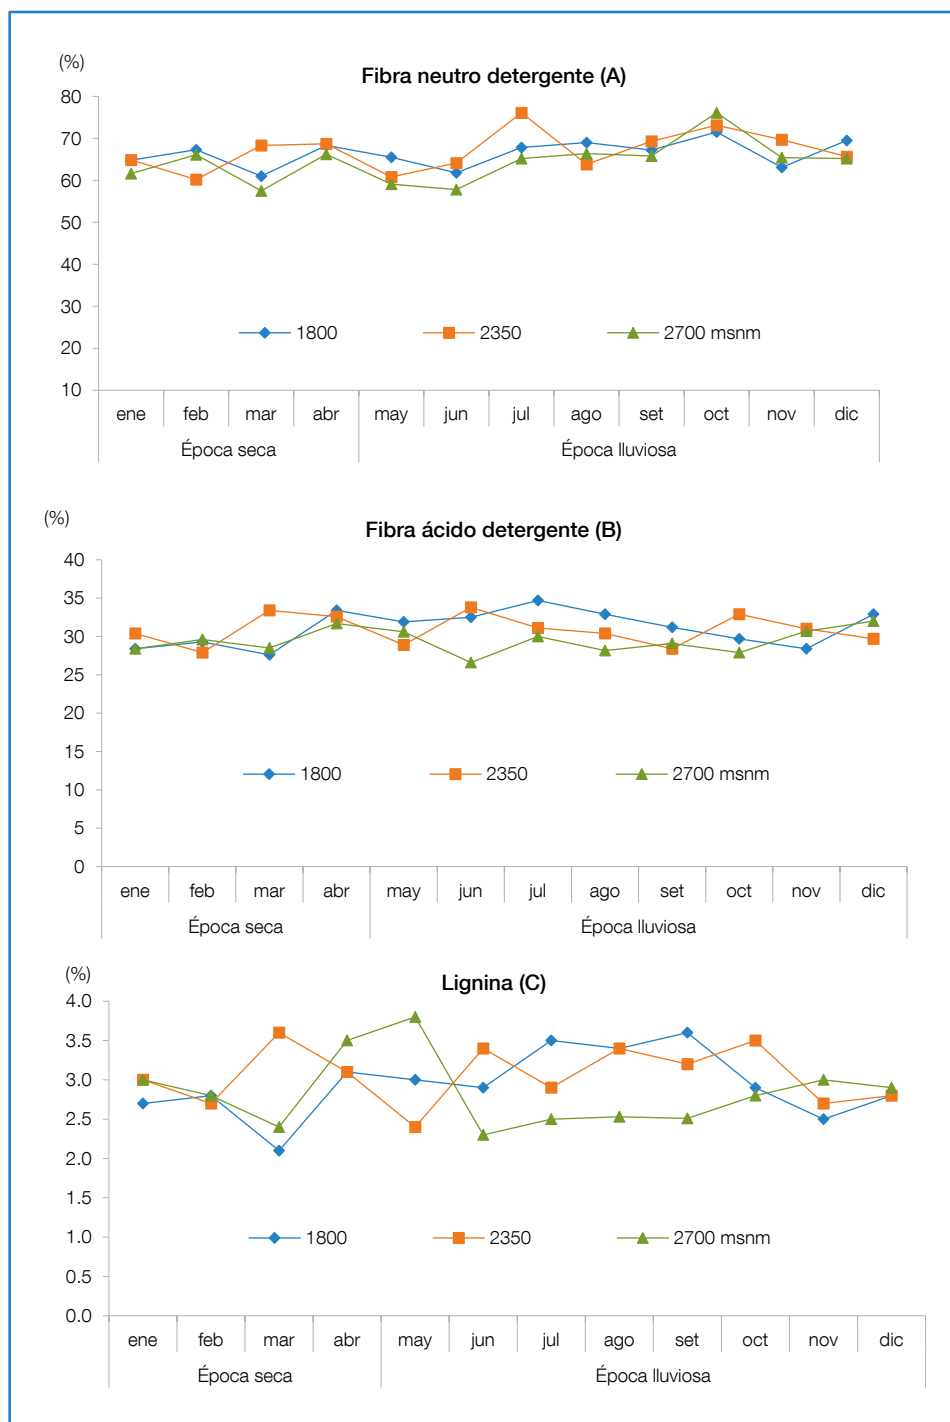 (%)
Fibra neutro detergente (A)
80
70
60
50
40
30
1800 2350 2700 msnm
20
10
ene feb mar abr may jun jul ago set oct nov dic
Época seca Época lluviosa
(%)
Fibra ácido detergente (B)
40
35
30
25
20
15
1800 2350 2700 msnm
10
5
0
ene feb mar abr may jun jul ago set oct nov dic
Época seca Época lluviosa
(%)
Lignina (C)
4.0
3.5
3.0
2.5
2.0
1.5
1.0
1800 2350 2700 msnm
0.5
0.0
ene feb mar abr may jun jul ago set oct nov dic
Época seca Época lluviosa